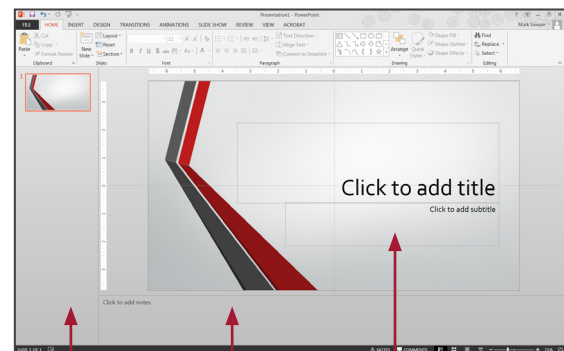 Presentation1 - PowerPoint
FILE HOME INSERT DESIGN TRANSITIONS ANIMATIONS SLIDE SHOW REVIEW VIEW ACROBAT Mark Sawyer
Cut Layout Text Direction Shape Fill Find
Copy Reset Align Text Shape Outline Replace
Paste Format Painter New Slide Section Convert to SmartArt Arrange Quick Styles Shape Effects Select
Clipboard Slides Font Paragraph Drawing Editing
1
Click to add title
Click to add subtitle
Click to add notes
SLIDE 1 OF 1 NOTES COMMENTS